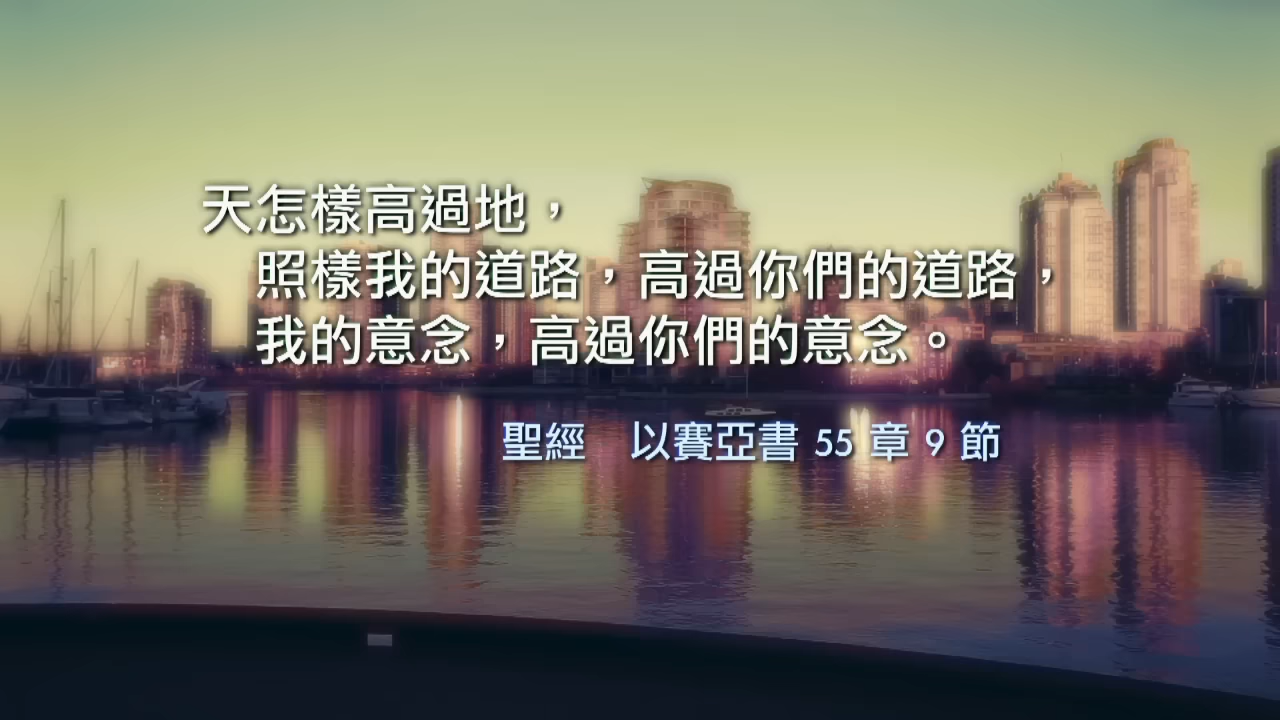 天怎樣高過地，
照樣我的道路，高過你們的道路，
我的意念，高過你們的意念。
聖經　以賽亞書 55 章 9 節